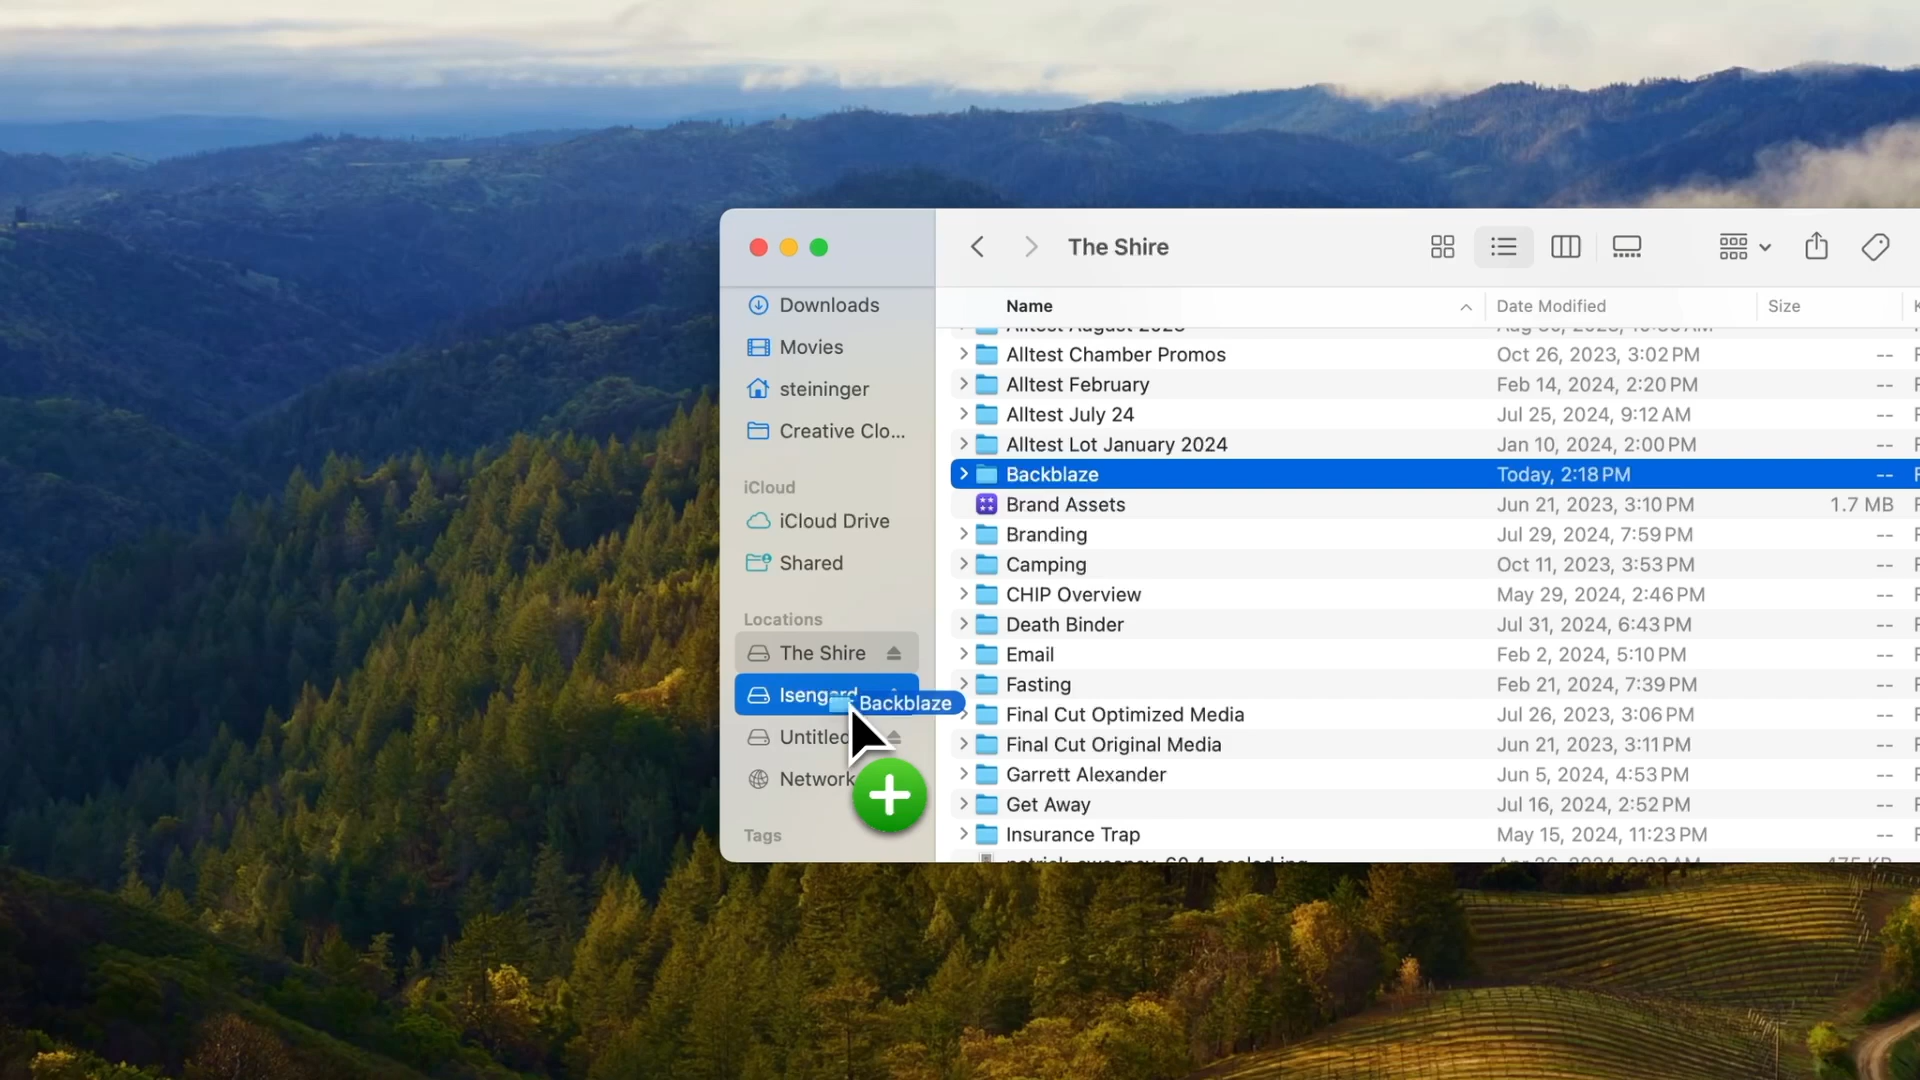 The Shire
Downloads
Movies
steininger
Creative Clo...
iCloud
iCloud Drive
Shared
Locations
The Shire
Isengard
Backblaze
Untitled
Network
Tags
Name Date Modified Size
Alltest August 2023
Alltest Chamber Promos Oct 26, 2023, 3:02 PM --
Alltest February Feb 14, 2024, 2:20 PM --
Alltest July 24 Jul 25, 2024, 9:12 AM --
Alltest Lot January 2024 Jan 10, 2024, 2:00 PM --
Backblaze Today, 2:18 PM --
Brand Assets Jun 21, 2023, 3:10 PM 1.7 MB
Branding Jul 29, 2024, 7:59 PM --
Camping Oct 11, 2023, 3:53 PM --
CHIP Overview May 29, 2024, 2:46 PM --
Death Binder Jul 31, 2024, 6:43 PM --
Email Feb 2, 2024, 5:10 PM --
Fasting Feb 21, 2024, 7:39 PM --
Final Cut Optimized Media Jul 26, 2023, 3:06 PM --
Final Cut Original Media Jun 21, 2023, 3:11 PM --
Garrett Alexander Jun 5, 2024, 4:53 PM --
Get Away Jul 16, 2024, 2:52 PM --
Insurance Trap May 15, 2024, 11:23 PM --